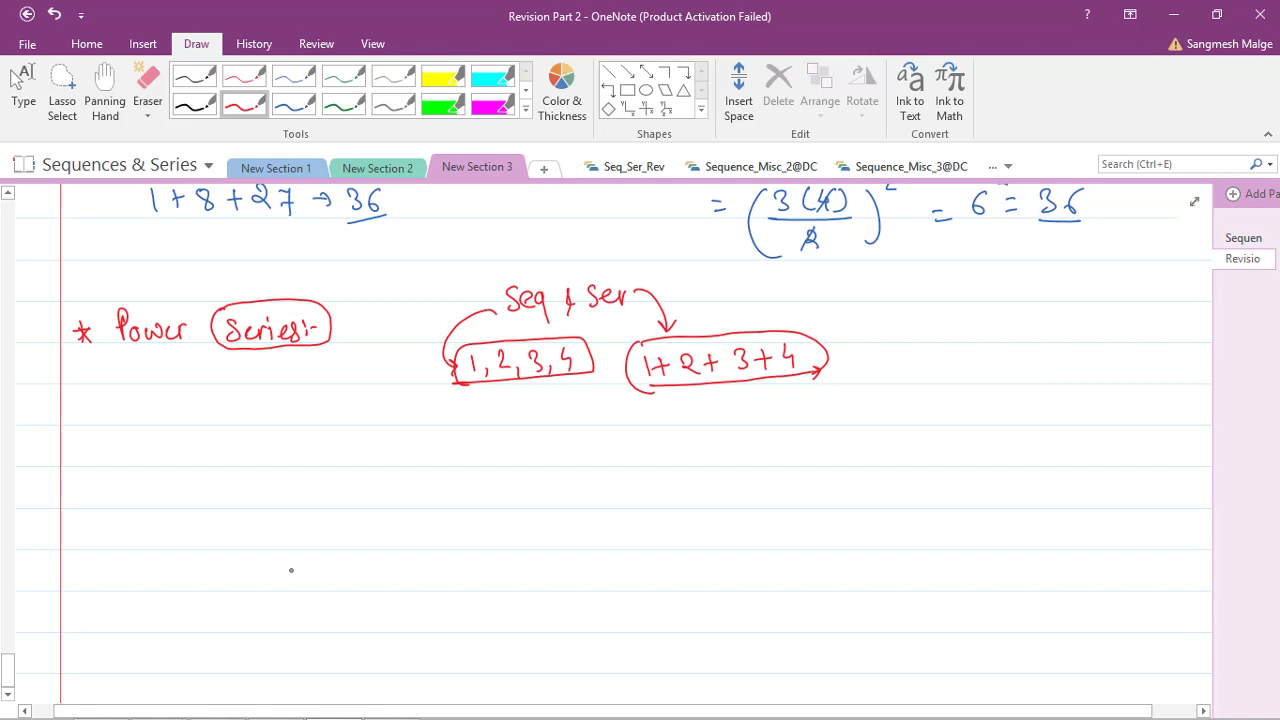 Revision Part 2 - OneNote (Product Activation Failed)
File Home Insert Draw History Review View Sangmesh Malge
Type Lasso Select Panning Hand Eraser Color & Thickness Insert Space Delete Arrange Rotate Ink to Text Ink to Math
Tools Shapes Edit Convert
Sequences & Series New Section 1 New Section 2 New Section 3 Seq_Ser_Rev Sequence_Misc_2@DC Sequence_Misc_3@DC ... Search (Ctrl+E)
Add Pa
Sequen
Revisio
1 + 8 + 27 → 36 = (3(4)/2)² = 6 = 36
Seq & Ser
* Power Series:-
1, 2, 3, 4 1 + 2 + 3 + 4